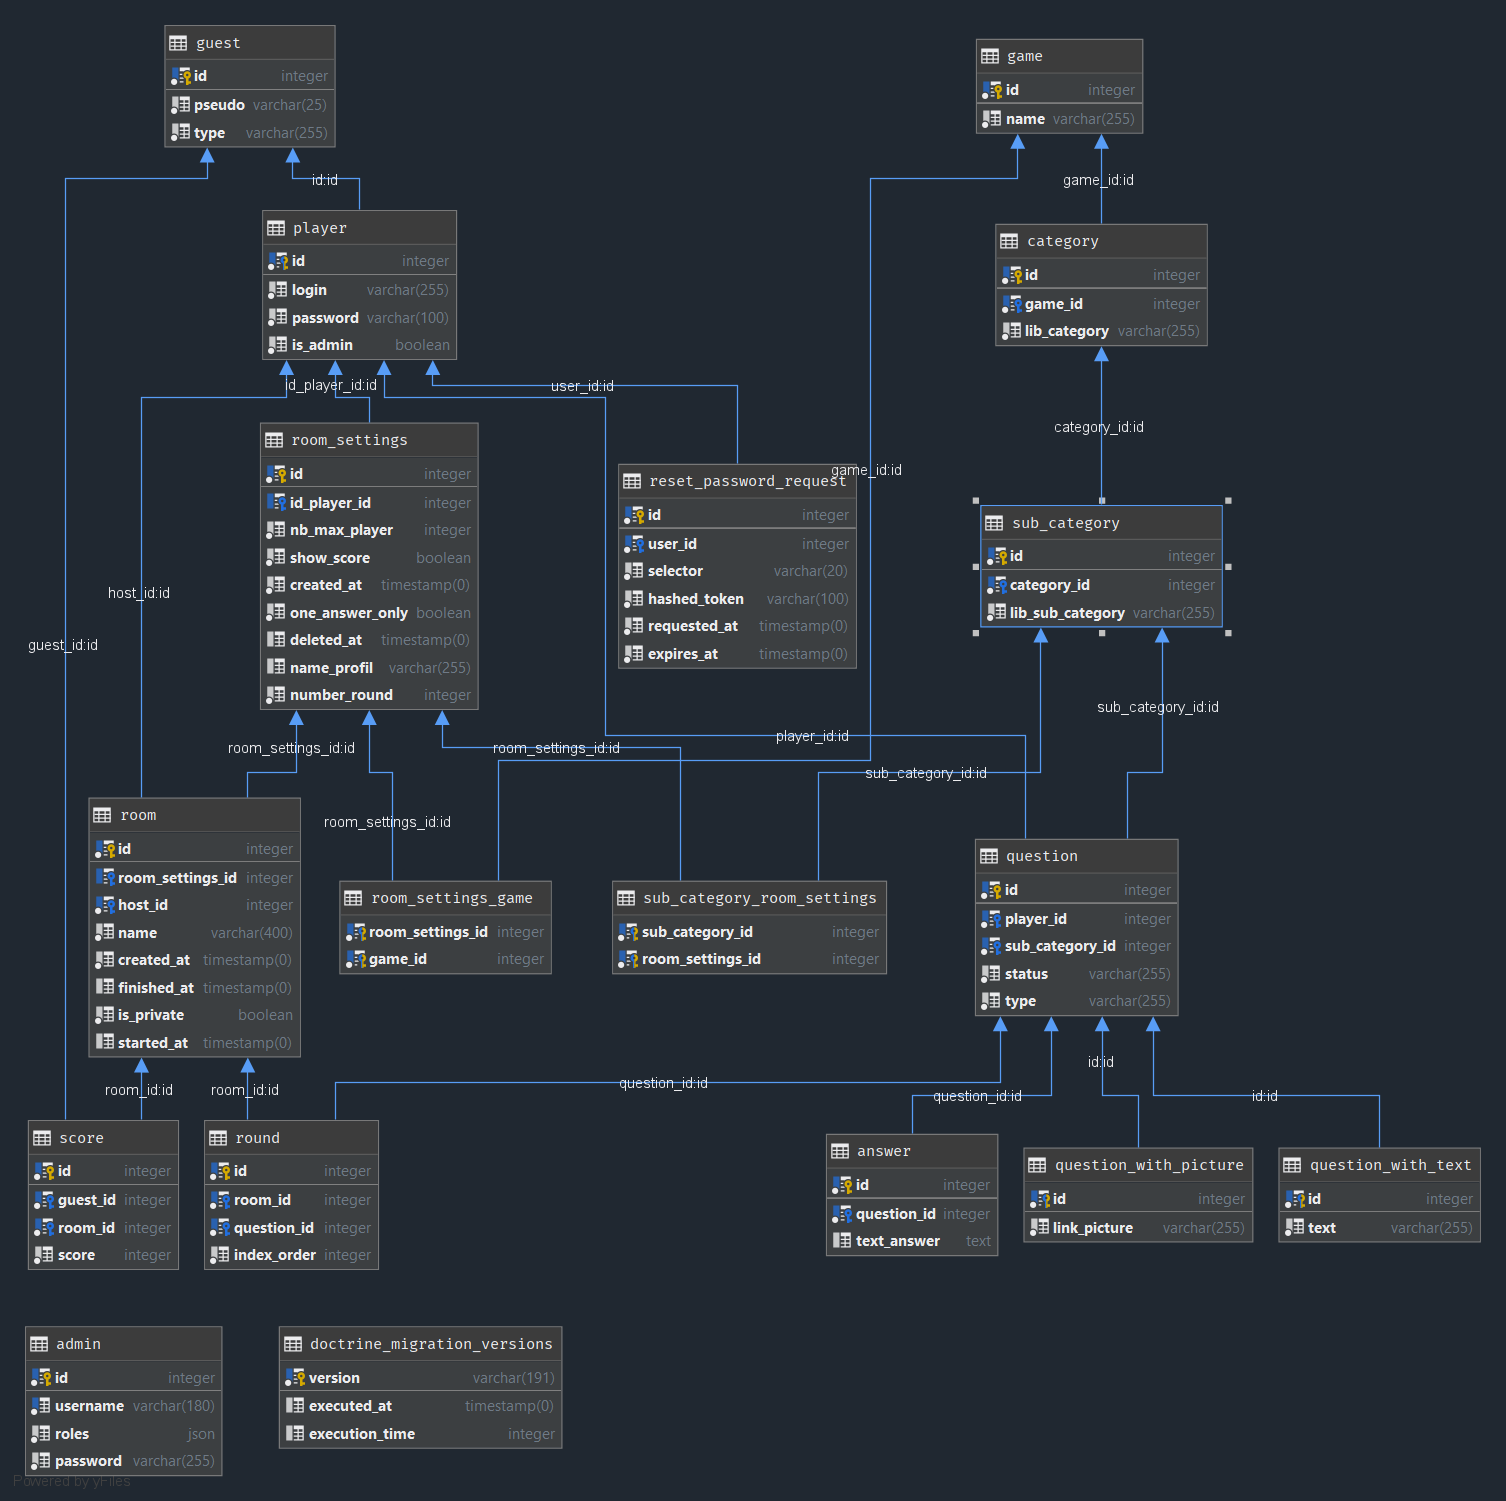 guest
id integer
pseudo varchar(25)
type varchar(255)
game
id integer
name varchar(255)
id:id
game_id:id
player
id integer
login varchar(255)
password varchar(100)
is_admin boolean
category
id integer
game_id integer
lib_category varchar(255)
id_player_id:id
user_id:id
category_id:id
room_settings
id integer
id_player_id integer
nb_max_player integer
show_score boolean
created_at timestamp(0)
one_answer_only boolean
deleted_at timestamp(0)
name_profil varchar(255)
number_round integer
game_id:id
reset_password_request
id integer
user_id integer
selector varchar(20)
hashed_token varchar(100)
requested_at timestamp(0)
expires_at timestamp(0)
sub_category
id integer
category_id integer
lib_sub_category varchar(255)
host_id:id
guest_id:id
sub_category_id:id
player_id:id
room_settings_id:id
room_settings_id:id
sub_category_id:id
room_settings_id:id
room
id integer
room_settings_id integer
host_id integer
name varchar(400)
created_at timestamp(0)
finished_at timestamp(0)
is_private boolean
started_at timestamp(0)
room_settings_game
room_settings_id integer
game_id integer
sub_category_room_settings
sub_category_id integer
room_settings_id integer
question
id integer
player_id integer
sub_category_id integer
status varchar(255)
type varchar(255)
room_id:id
room_id:id
question_id:id
question_id:id
id:id
id:id
score
id integer
guest_id integer
room_id integer
score integer
round
id integer
room_id integer
question_id integer
index_order integer
answer
id integer
question_id integer
text_answer text
question_with_picture
id integer
link_picture varchar(255)
question_with_text
id integer
text varchar(255)
admin
id integer
username varchar(180)
roles json
password varchar(255)
doctrine_migration_versions
version varchar(191)
executed_at timestamp(0)
execution_time integer
Powered by yFiles